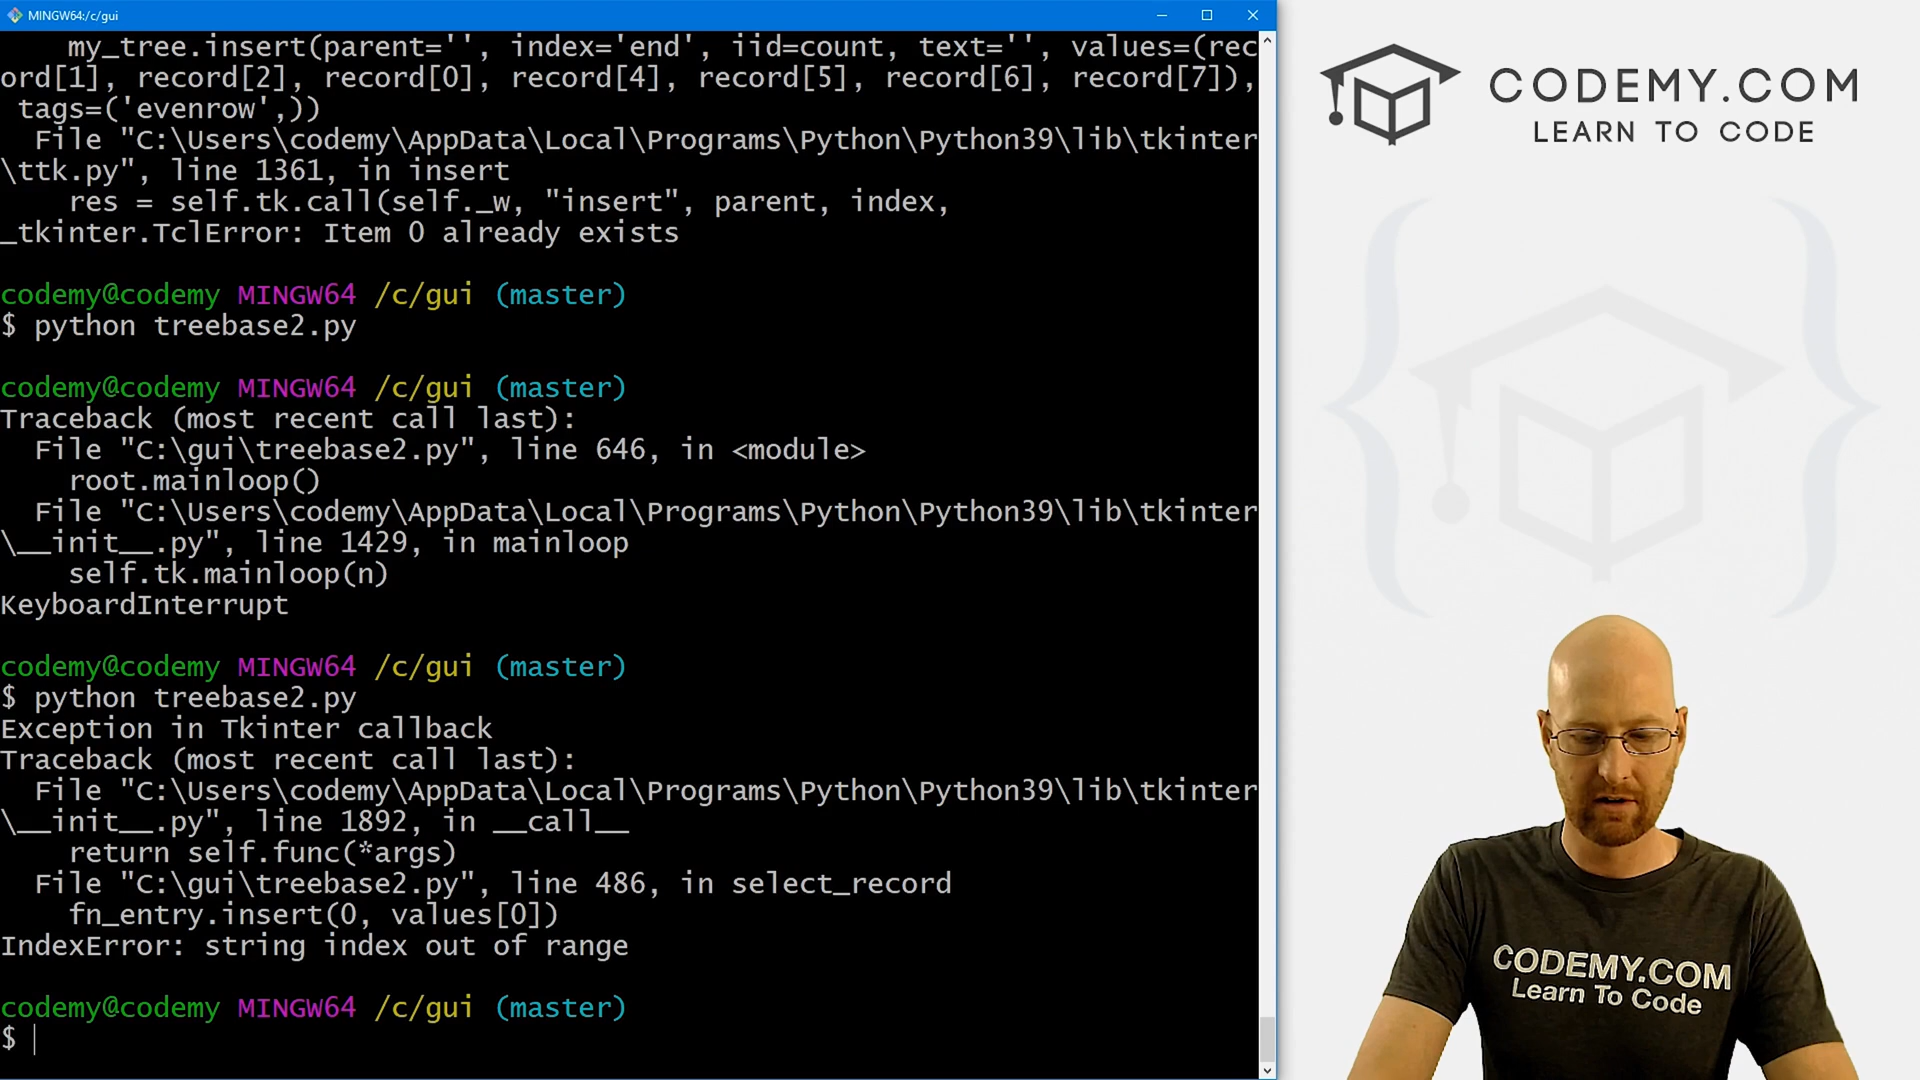 MINGW64:/c/gui
my_tree.insert(parent='', index='end', iid=count, text='', values=(rec
ord[1], record[2], record[0], record[4], record[5], record[6], record[7]),
tags=('evenrow',))
File "C:\Users\codemy\AppData\Local\Programs\Python\Python39\lib\tkinter
\ttk.py", line 1361, in insert
res = self.tk.call(self._w, "insert", parent, index,
_tkinter.TclError: Item 0 already exists
codemy@codemy MINGW64 /c/gui (master)
$ python treebase2.py
codemy@codemy MINGW64 /c/gui (master)
Traceback (most recent call last):
File "C:\gui\treebase2.py", line 646, in <module>
root.mainloop()
File "C:\Users\codemy\AppData\Local\Programs\Python\Python39\lib\tkinter
\__init__.py", line 1429, in mainloop
self.tk.mainloop(n)
KeyboardInterrupt
codemy@codemy MINGW64 /c/gui (master)
$ python treebase2.py
Exception in Tkinter callback
Traceback (most recent call last):
File "C:\Users\codemy\AppData\Local\Programs\Python\Python39\lib\tkinter
\__init__.py", line 1892, in __call__
return self.func(*args)
File "C:\gui\treebase2.py", line 486, in select_record
fn_entry.insert(0, values[0])
IndexError: string index out of range
codemy@codemy MINGW64 /c/gui (master)
$
CODEMY.COM
LEARN TO CODE
CODEMY.COM
Learn To Code